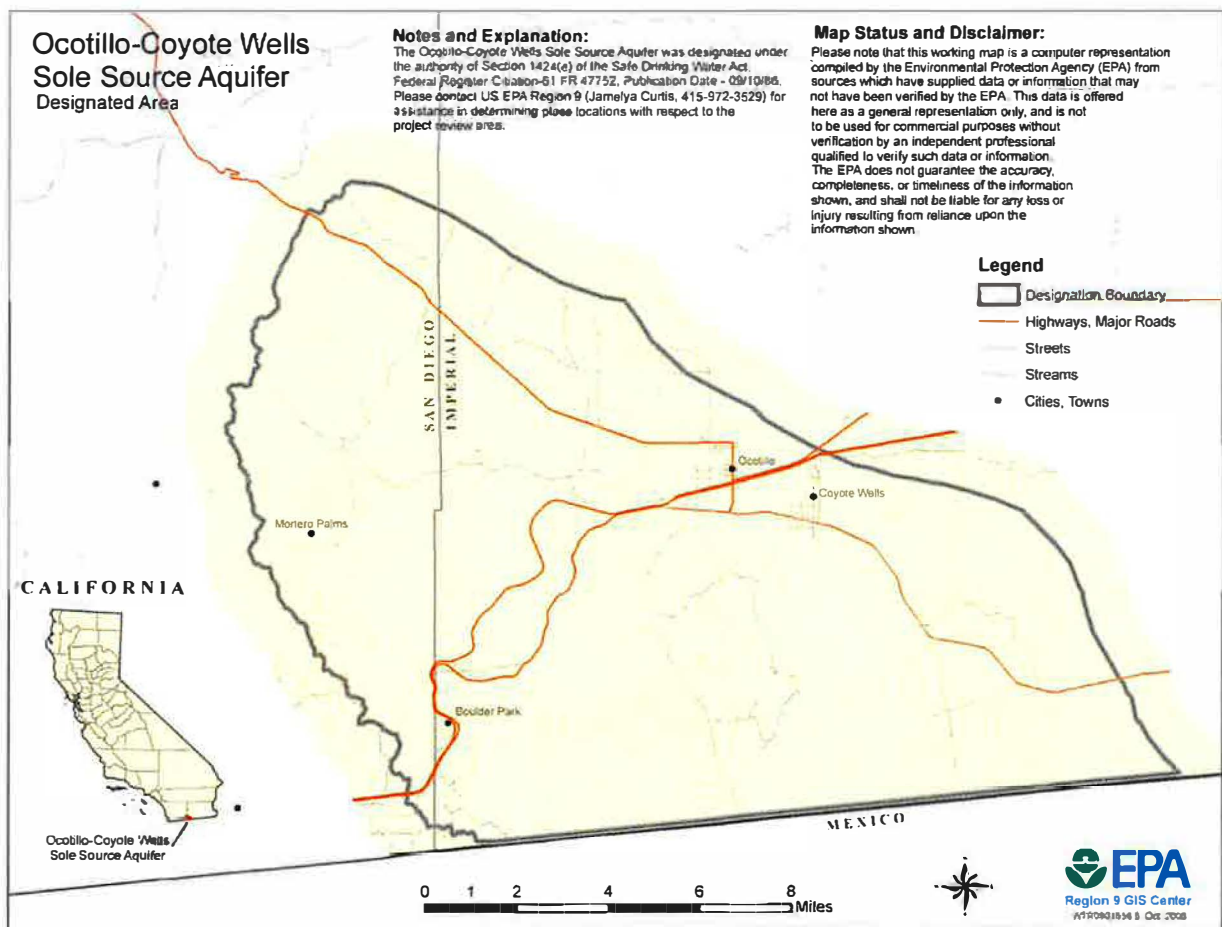 Ocotillo-Coyote Wells
Sole Source Aquifer
Designated Area
Notes and Explanation:
The Ocotillo-Coyote Wells Sole Source Aquifer was designated under
the authority of Section 1424(e) of the Safe Drinking Water Act.
Federal Register Citation-61 FR 47752, Publication Date - 09/10/86.
Please contact US EPA Region 9 (Jamelya Curtis, 415-972-3529) for
assistance in determining place locations with respect to the
project review area.
Map Status and Disclaimer:
Please note that this working map is a computer representation
compiled by the Environmental Protection Agency (EPA) from
sources which have supplied data or information that may
not have been verified by the EPA. This data is offered
here as a general representation only, and is not
to be used for commercial purposes without
verification by an independent professional
qualified to verify such data or information.
The EPA does not guarantee the accuracy,
completeness, or timeliness of the information
shown, and shall not be liable for any loss or
injury resulting from reliance upon the
information shown
Legend
Designation Boundary
Highways, Major Roads
Streets
Streams
Cities, Towns
SAN DIEGO
IMPERIAL
Ocotillo
Coyote Wells
Montero Palms
Boulder Park
CALIFORNIA
Ocotillo-Coyote Wells
Sole Source Aquifer
MEXICO
0 1 2 4 6 8
Miles
EPA
Region 9 GIS Center
Oct 2008